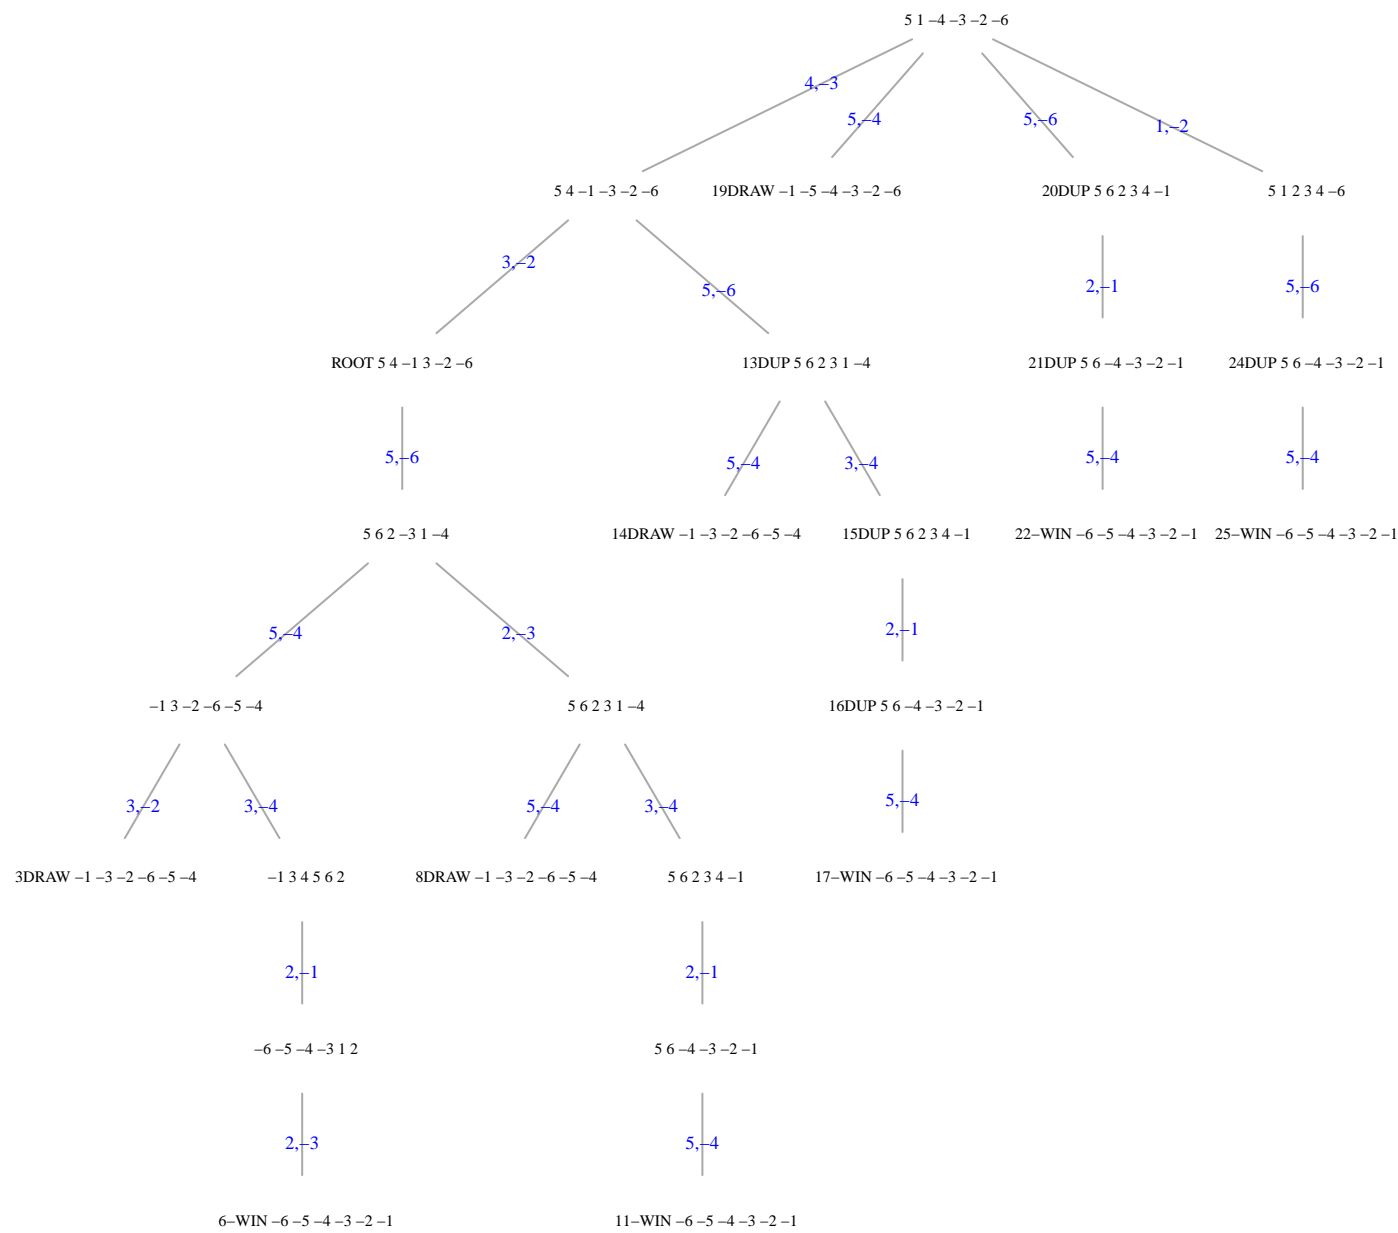 5 1 –4 –3 –2 –6
4,–3
5,–4
5,–6
1,–2
5 4 –1 –3 –2 –6
19DRAW –1 –5 –4 –3 –2 –6
20DUP 5 6 2 3 4 –1
5 1 2 3 4 –6
3,–2
5,–6
2,–1
5,–6
ROOT 5 4 –1 3 –2 –6
13DUP 5 6 2 3 1 –4
21DUP 5 6 –4 –3 –2 –1
24DUP 5 6 –4 –3 –2 –1
5,–6
5,–4
3,–4
5,–4
5,–4
5 6 2 –3 1 –4
14DRAW –1 –3 –2 –6 –5 –4
15DUP 5 6 2 3 4 –1
22–WIN –6 –5 –4 –3 –2 –1
25–WIN –6 –5 –4 –3 –2 –1
5,–4
2,–3
2,–1
–1 3 –2 –6 –5 –4
5 6 2 3 1 –4
16DUP 5 6 –4 –3 –2 –1
3,–2
3,–4
5,–4
3,–4
5,–4
3DRAW –1 –3 –2 –6 –5 –4
–1 3 4 5 6 2
8DRAW –1 –3 –2 –6 –5 –4
5 6 2 3 4 –1
17–WIN –6 –5 –4 –3 –2 –1
2,–1
2,–1
–6 –5 –4 –3 1 2
5 6 –4 –3 –2 –1
2,–3
5,–4
6–WIN –6 –5 –4 –3 –2 –1
11–WIN –6 –5 –4 –3 –2 –1